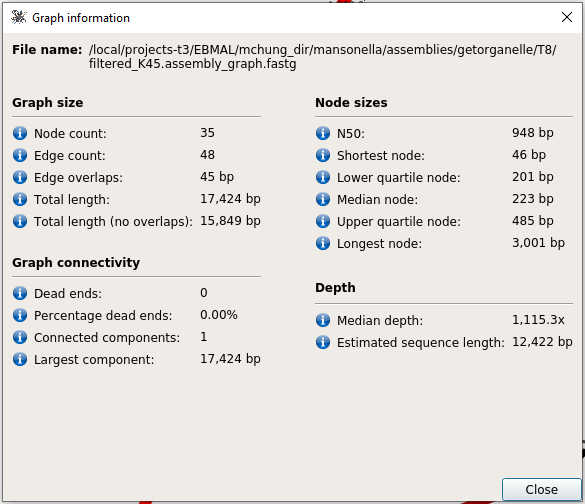 Graph information
File name: /local/projects-t3/EBMAL/mchung_dir/mansonella/assemblies/getorganelle/T8/
filtered_K45.assembly_graph.fastg
Graph size
Node count: 35
Edge count: 48
Edge overlaps: 45 bp
Total length: 17,424 bp
Total length (no overlaps): 15,849 bp
Graph connectivity
Dead ends: 0
Percentage dead ends: 0.00%
Connected components: 1
Largest component: 17,424 bp
Node sizes
N50: 948 bp
Shortest node: 46 bp
Lower quartile node: 201 bp
Median node: 223 bp
Upper quartile node: 485 bp
Longest node: 3,001 bp
Depth
Median depth: 1,115.3x
Estimated sequence length: 12,422 bp
Close